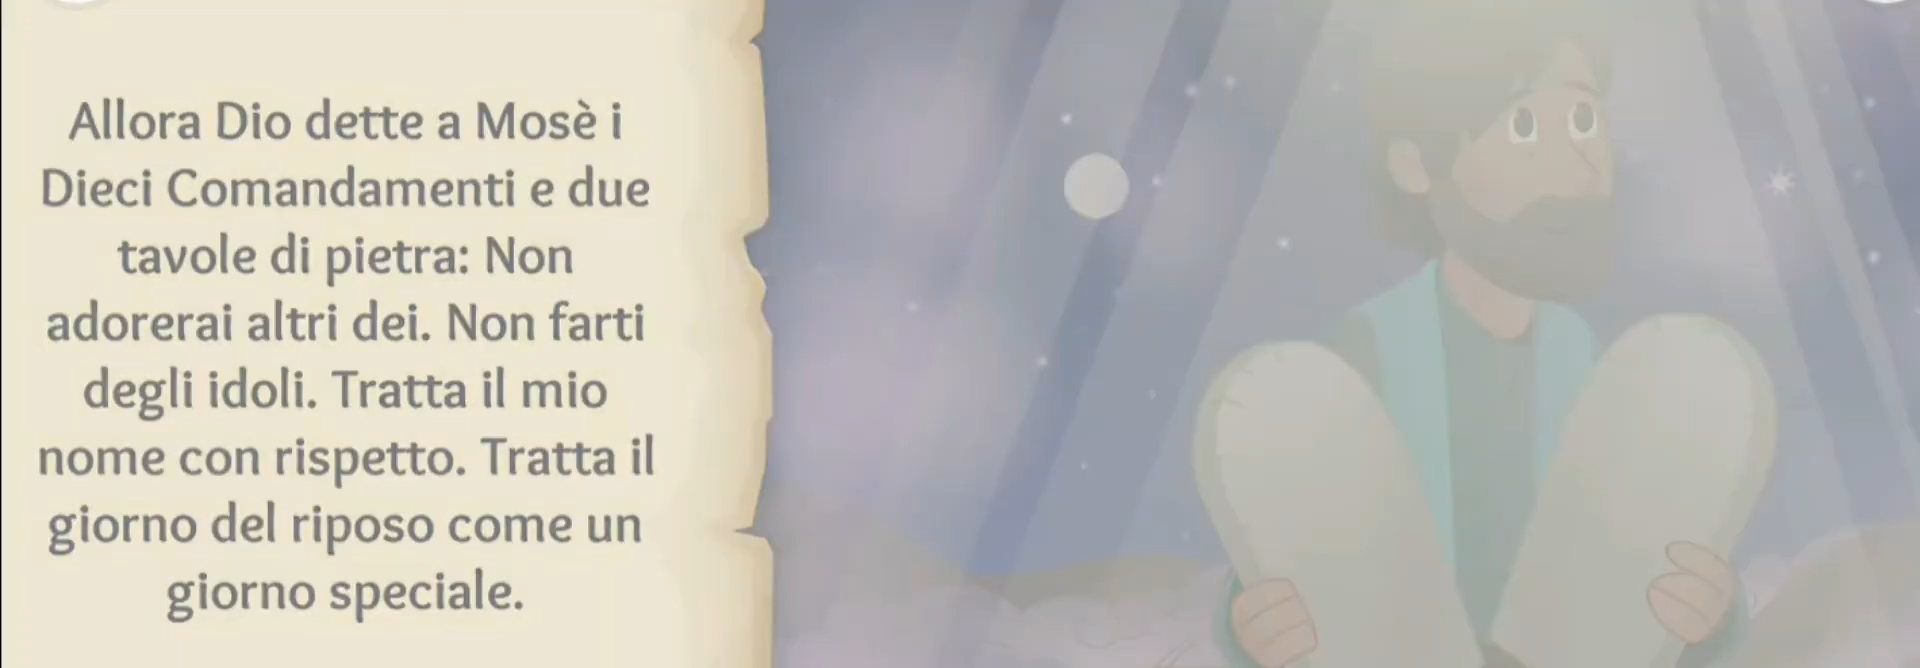 Allora Dio dette a Mosè i
Dieci Comandamenti e due
tavole di pietra: Non
adorerai altri dei. Non farti
degli idoli. Tratta il mio
nome con rispetto. Tratta il
giorno del riposo come un
giorno speciale.